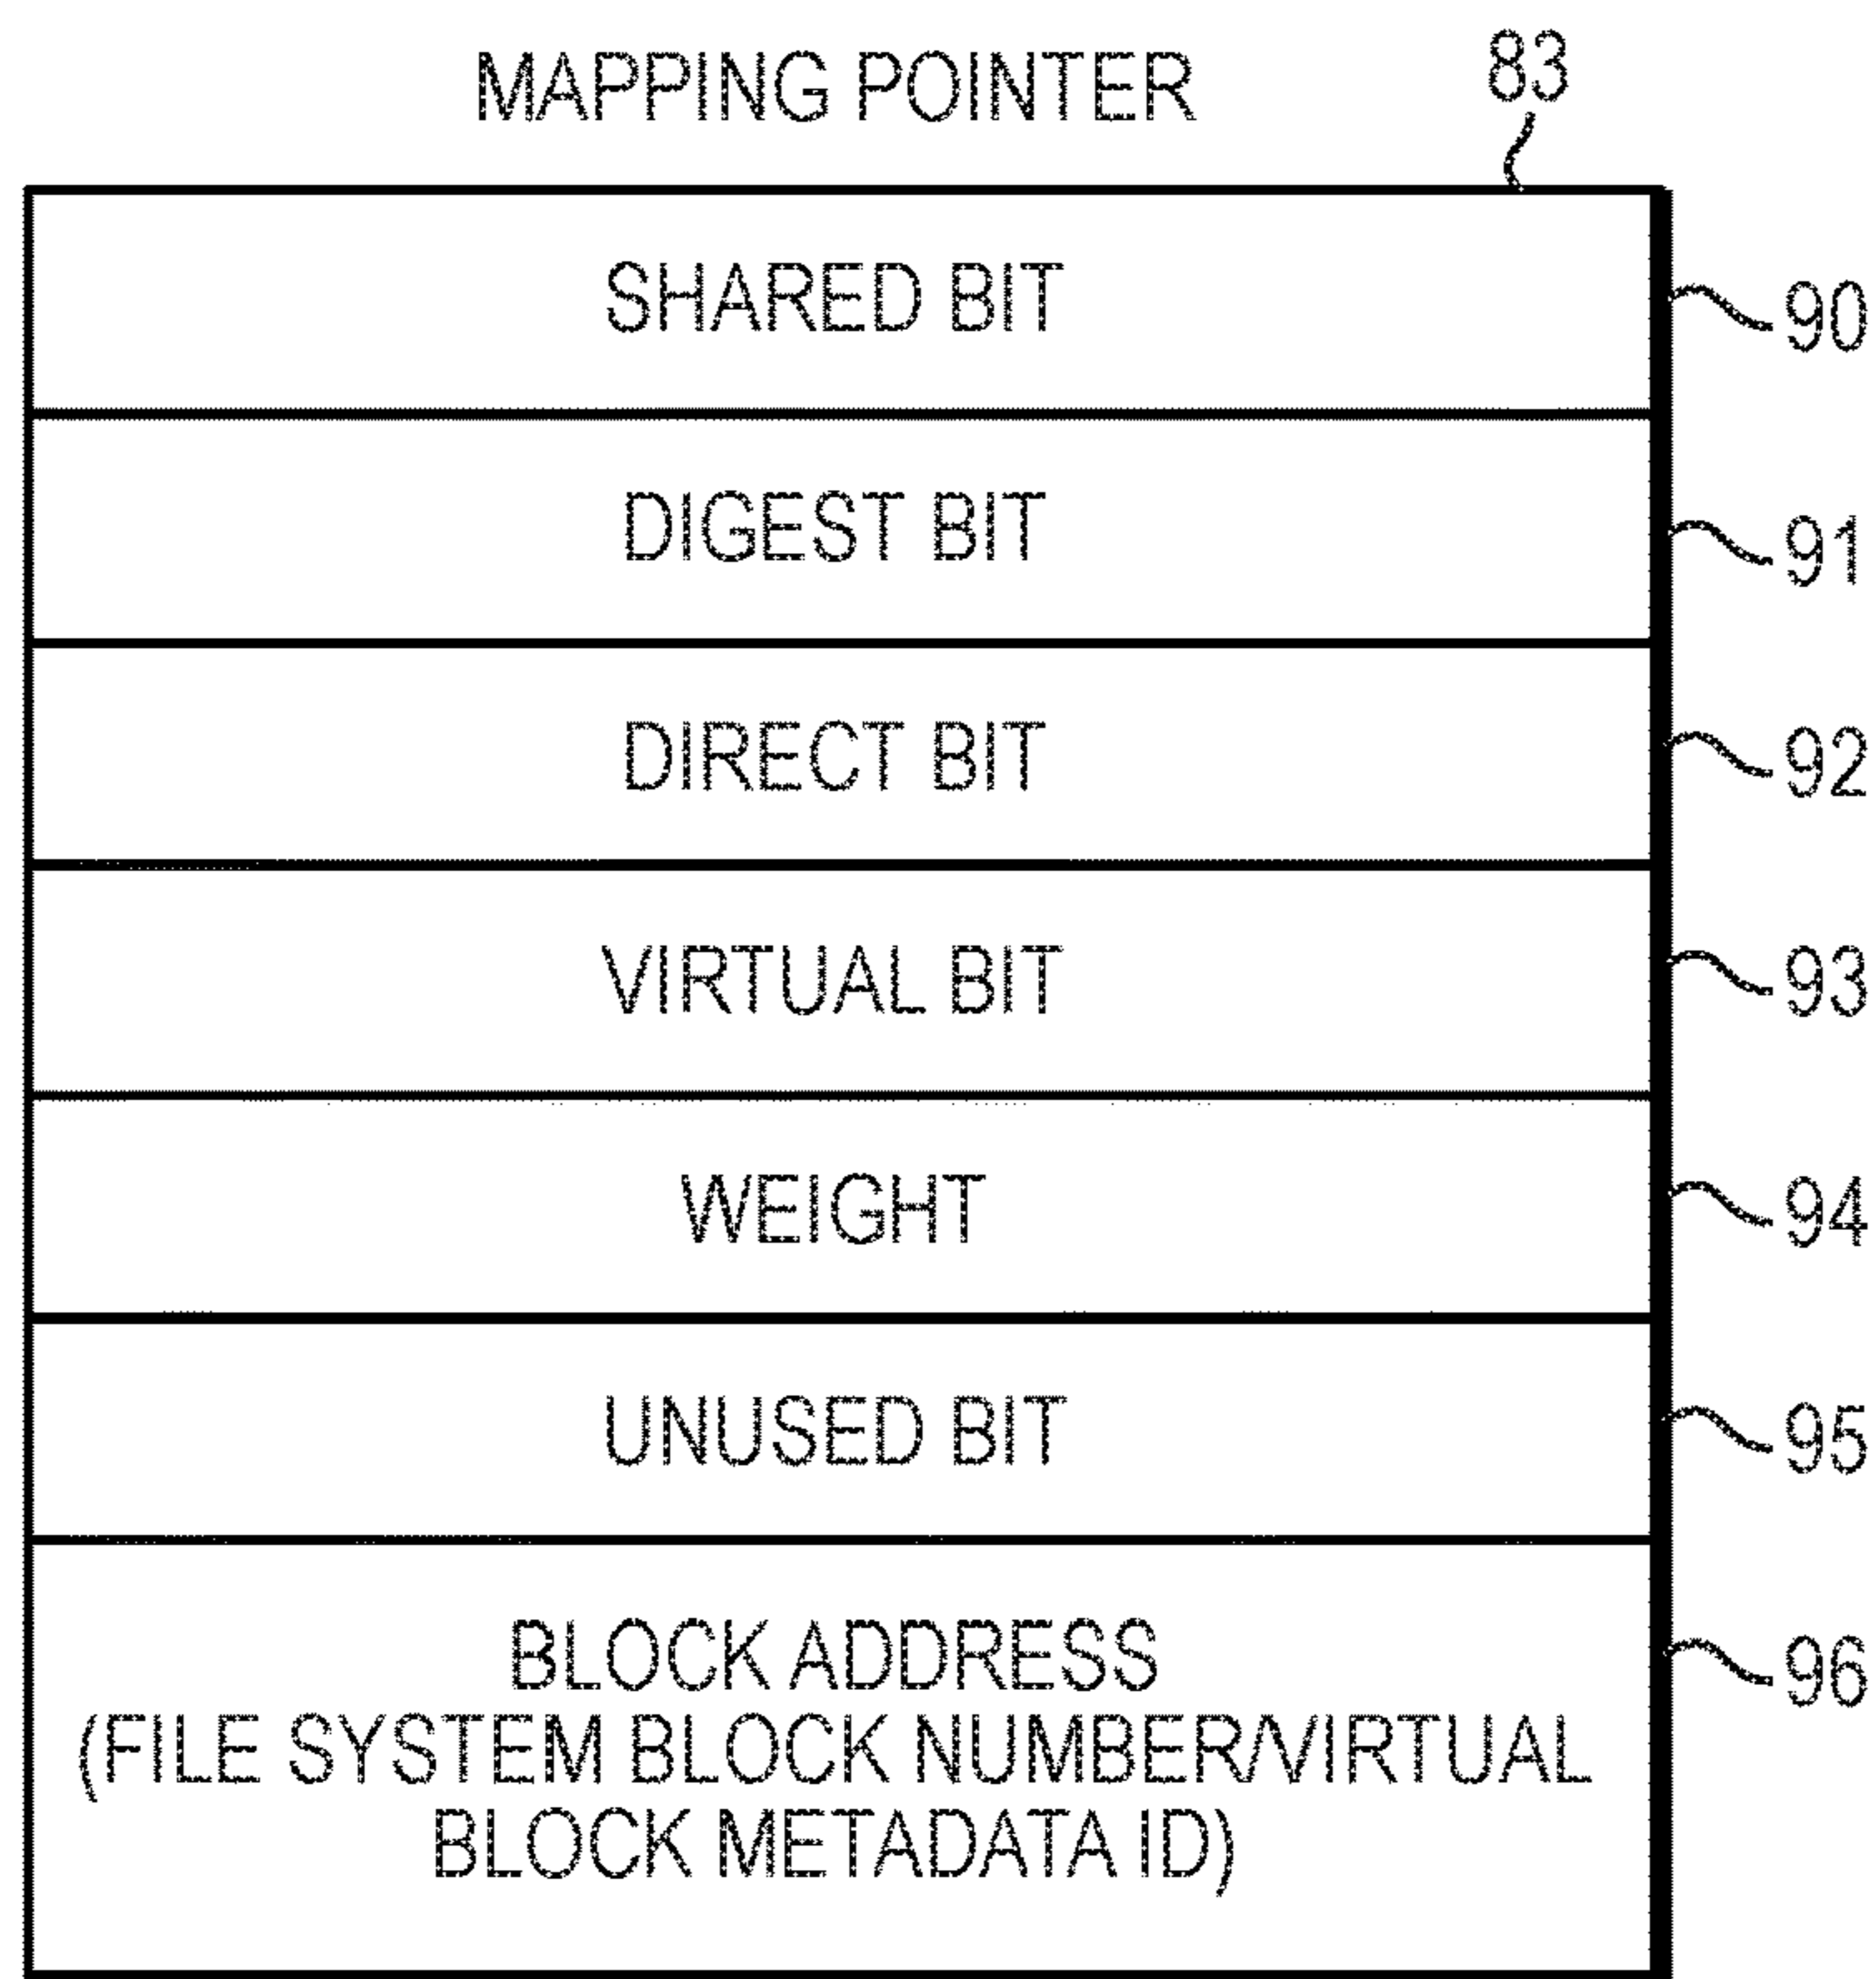 MAPPING POINTER
83
SHARED BIT
90
DIGEST BIT
91
DIRECT BIT
92
VIRTUAL BIT
93
WEIGHT
94
UNUSED BIT
95
BLOCK ADDRESS
96
(FILE SYSTEM BLOCK NUMBER/VIRTUAL
BLOCK METADATA ID)